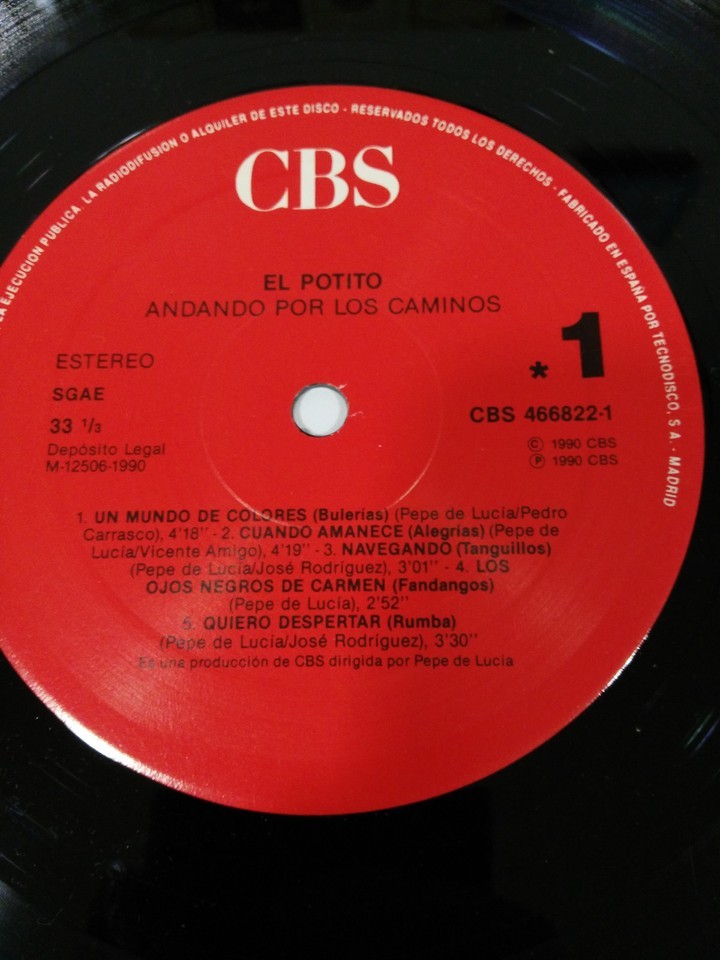 LA EJECUCION PUBLICA. LA RADIODIFUSION O ALQUILER DE ESTE DISCO - RESERVADOS TODOS LOS DERECHOS - FABRICADO EN ESPAÑA POR TECNODISCO, S A. - MADRID
CBS
EL POTITO
ANDANDO POR LOS CAMINOS
* 1
ESTEREO
SGAE
33 1/3
Depósito Legal
M-12506-1990
CBS 466822-1
© 1990 CBS
℗ 1990 CBS
1. UN MUNDO DE COLORES (Bulerias) (Pepe de Lucia/Pedro
Carrasco), 4'18" - 2. CUANDO AMANECE (Alegrías) (Pepe de
Lucía/Vicente Amigo), 4'19" - 3. NAVEGANDO (Tanguillos)
(Pepe de Lucía/José Rodríguez), 3'01" - 4. LOS
OJOS NEGROS DE CARMEN (Fandangos)
(Pepe de Lucía), 2'52"
5. QUIERO DESPERTAR (Rumba)
(Pepe de Lucía/José Rodríguez), 3'30"
Es una producción de CBS dirigida por Pepe de Lucia